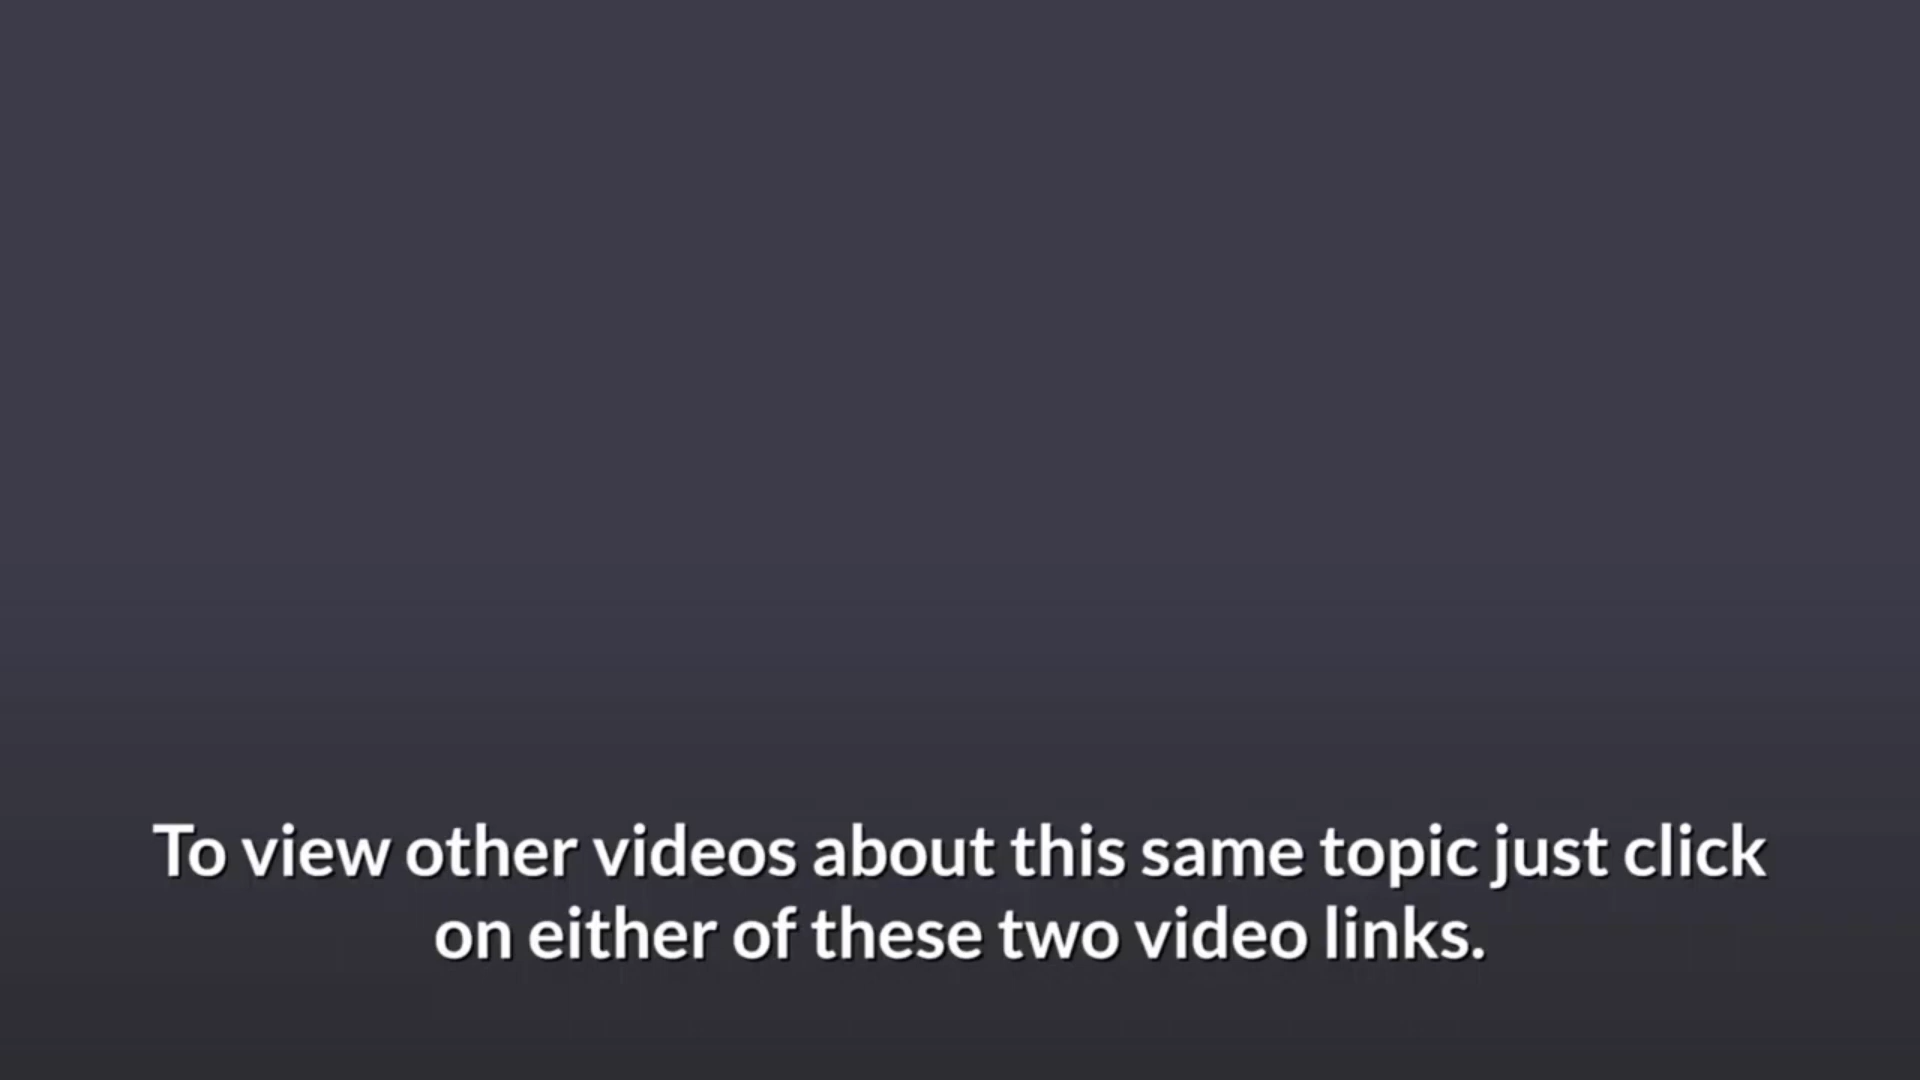 To view other videos about this same topic just click
on either of these two video links.